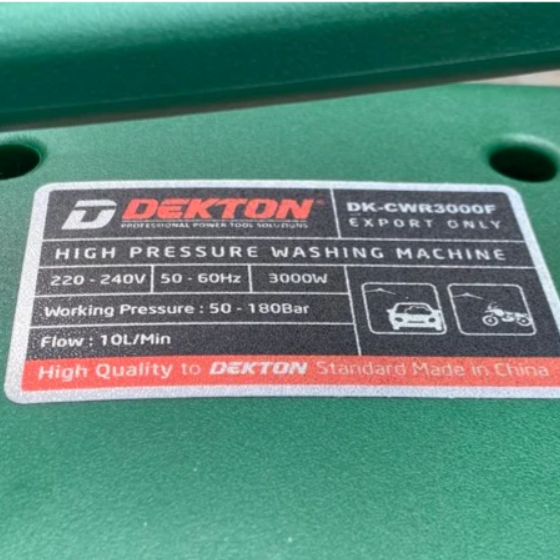 DEKTON
DK-CWR3000F
PROFESSIONAL POWER TOOL SOLUTIONS
EXPORT ONLY
HIGH PRESSURE WASHING MACHINE
220 - 240V 50 - 60Hz 3000W
Working Pressure : 50 - 180Bar
Flow : 10L/Min
High Quality to DEKTON Standard Made in China